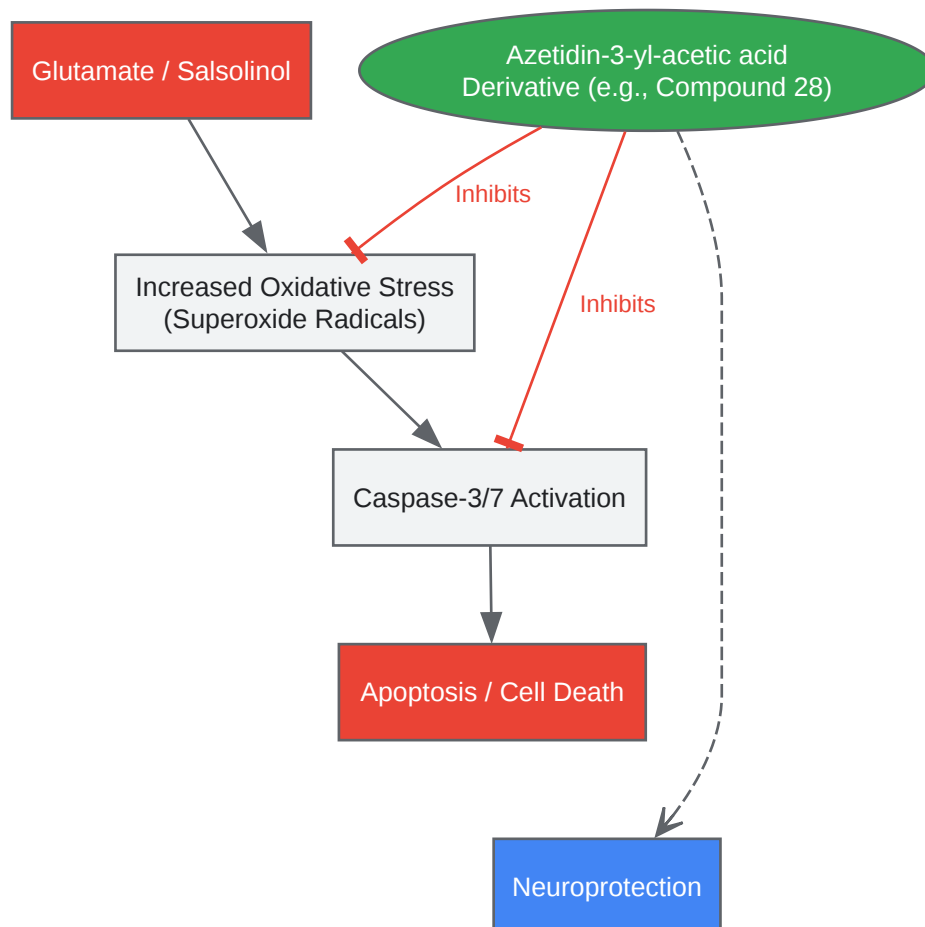 Glutamate / Salsolinol
Azetidin-3-yl-acetic acid
Derivative (e.g., Compound 28)
Inhibits
Increased Oxidative Stress
(Superoxide Radicals)
Inhibits
Caspase-3/7 Activation
Apoptosis / Cell Death
Neuroprotection